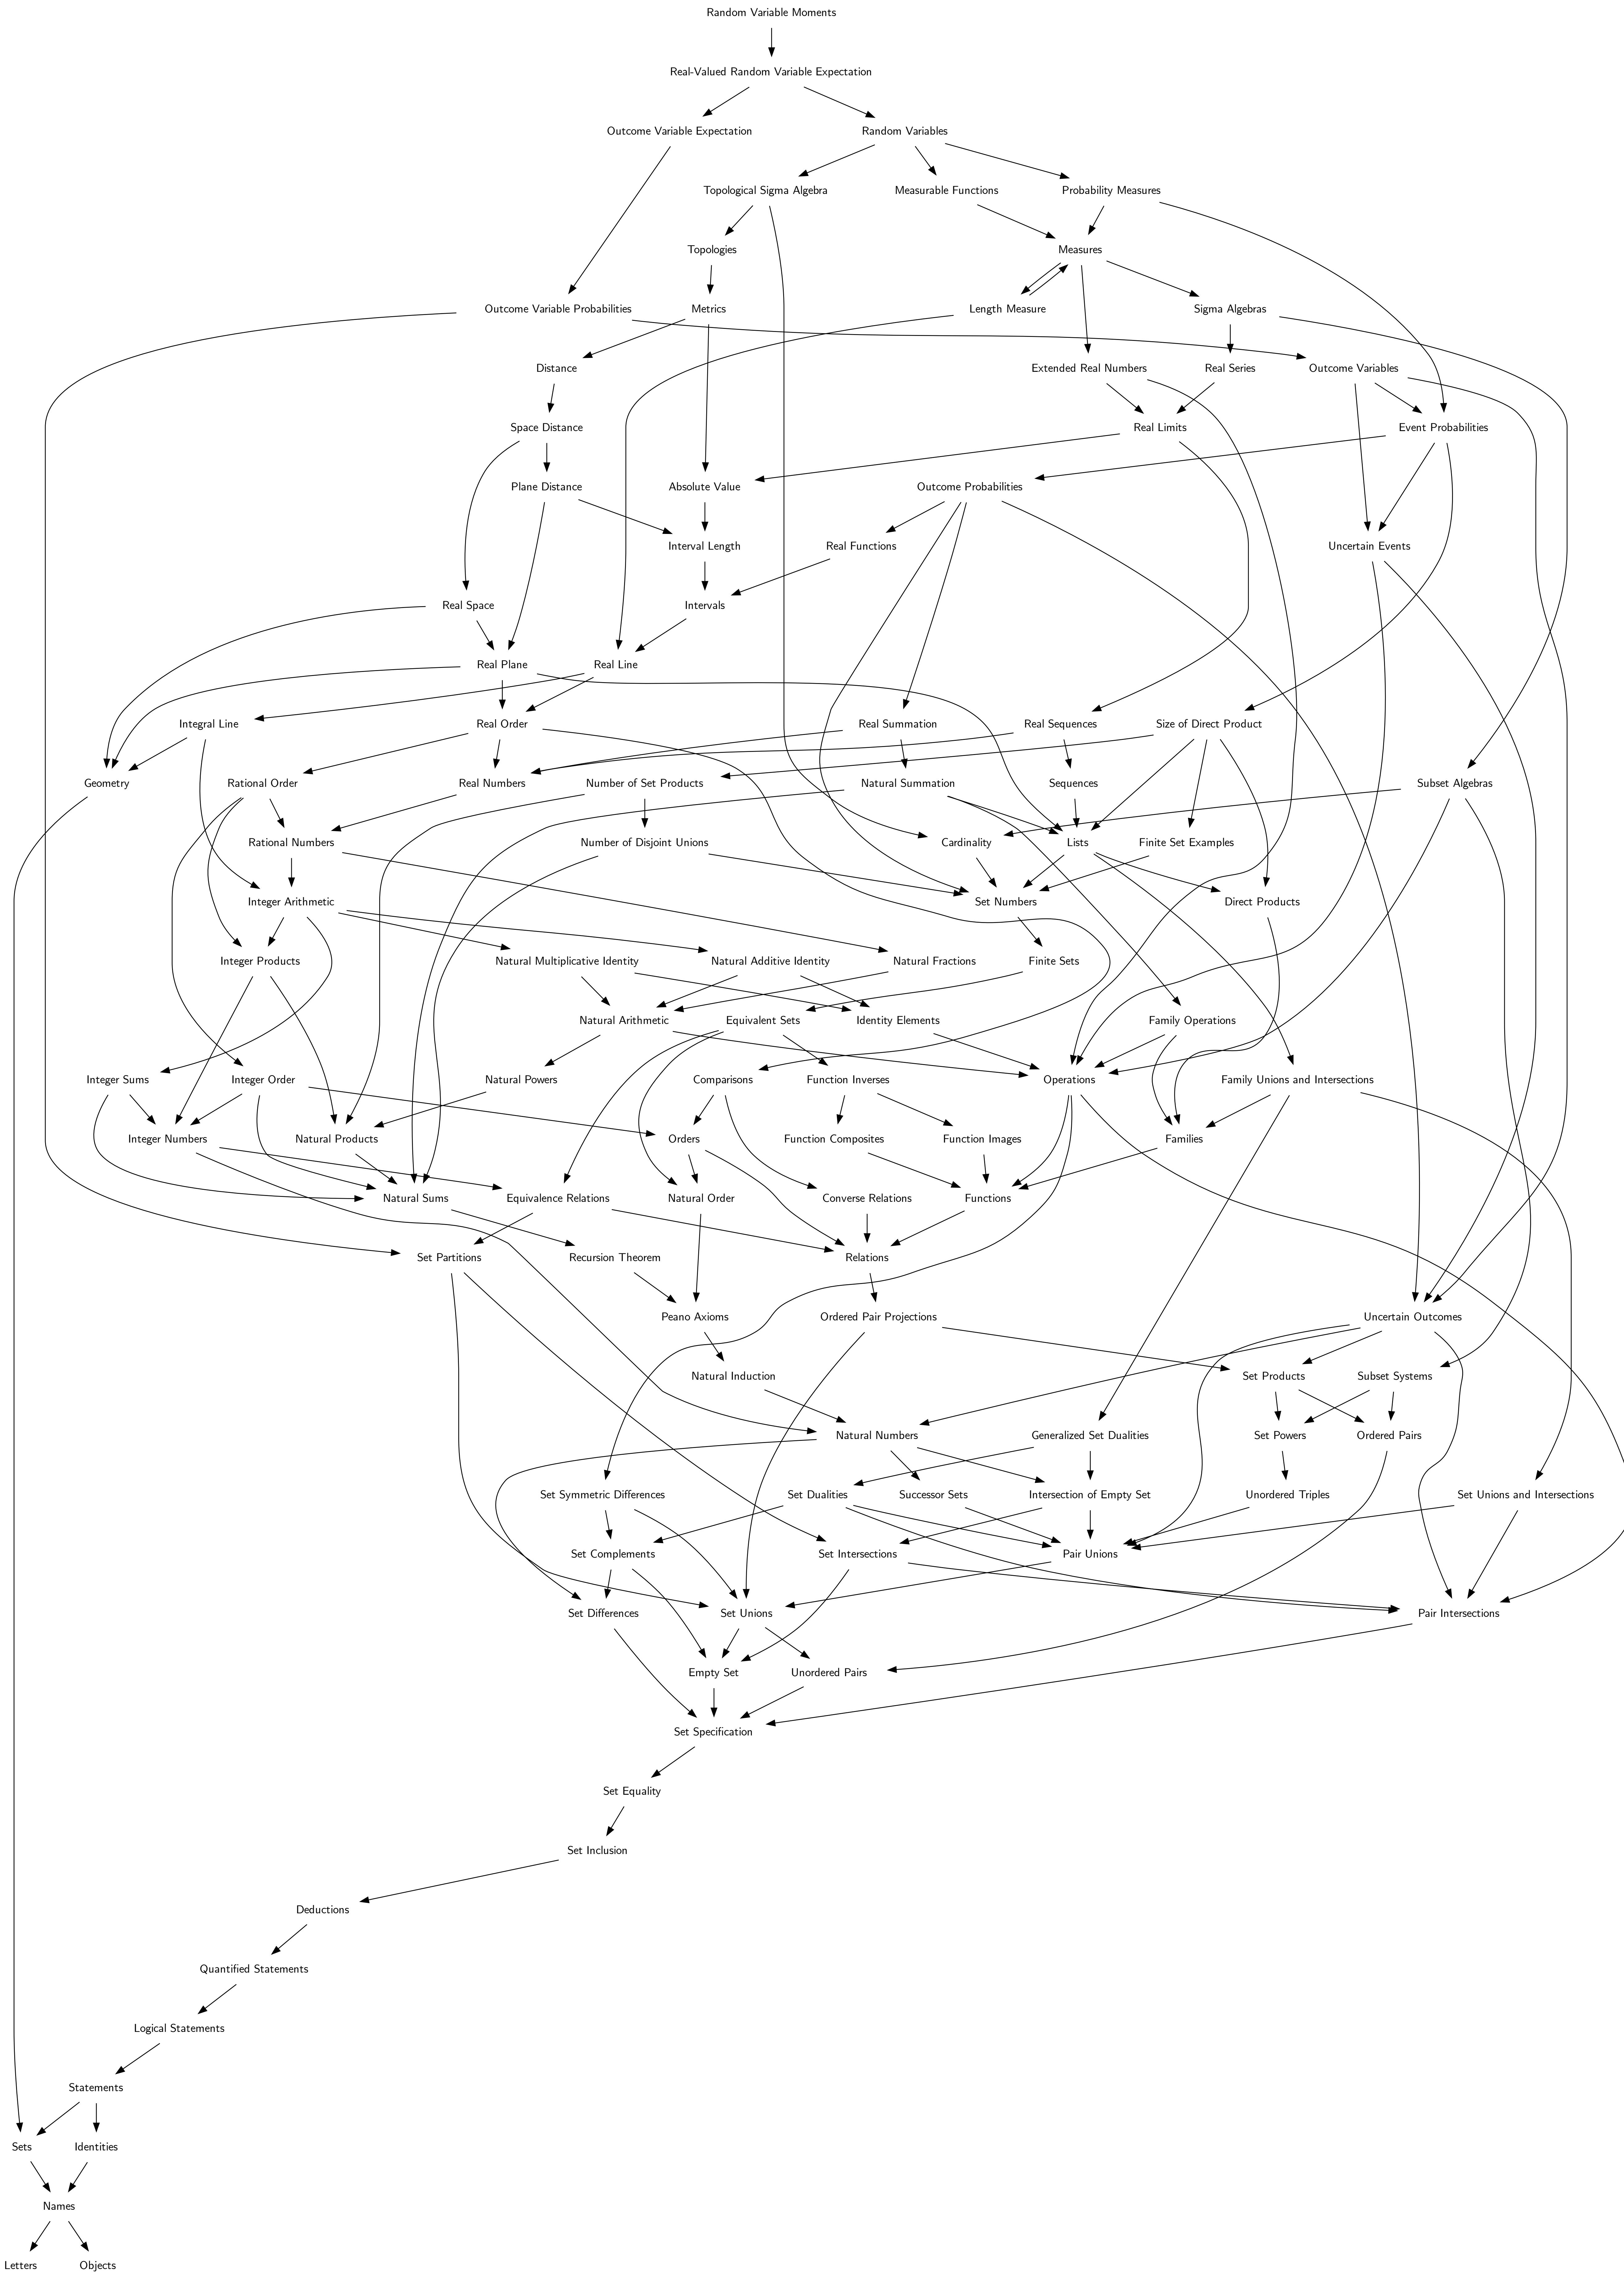 Random Variable Moments
Real-Valued Random Variable Expectation
Outcome Variable Expectation
Random Variables
Topological Sigma Algebra
Measurable Functions
Probability Measures
Topologies
Measures
Outcome Variable Probabilities
Metrics
Length Measure
Sigma Algebras
Distance
Extended Real Numbers
Real Series
Outcome Variables
Space Distance
Real Limits
Event Probabilities
Plane Distance
Absolute Value
Outcome Probabilities
Interval Length
Real Functions
Uncertain Events
Real Space
Intervals
Real Plane
Real Line
Integral Line
Real Order
Real Summation
Real Sequences
Size of Direct Product
Geometry
Rational Order
Real Numbers
Number of Set Products
Natural Summation
Sequences
Subset Algebras
Rational Numbers
Number of Disjoint Unions
Cardinality
Lists
Finite Set Examples
Integer Arithmetic
Set Numbers
Direct Products
Integer Products
Natural Multiplicative Identity
Natural Additive Identity
Natural Fractions
Finite Sets
Natural Arithmetic
Equivalent Sets
Identity Elements
Family Operations
Integer Sums
Integer Order
Natural Powers
Comparisons
Function Inverses
Operations
Family Unions and Intersections
Integer Numbers
Natural Products
Orders
Function Composites
Function Images
Families
Natural Sums
Equivalence Relations
Natural Order
Converse Relations
Functions
Set Partitions
Recursion Theorem
Relations
Peano Axioms
Ordered Pair Projections
Uncertain Outcomes
Natural Induction
Set Products
Subset Systems
Natural Numbers
Generalized Set Dualities
Set Powers
Ordered Pairs
Set Symmetric Differences
Set Dualities
Successor Sets
Intersection of Empty Set
Unordered Triples
Set Unions and Intersections
Set Complements
Set Intersections
Pair Unions
Set Differences
Set Unions
Pair Intersections
Empty Set
Unordered Pairs
Set Specification
Set Equality
Set Inclusion
Deductions
Quantified Statements
Logical Statements
Statements
Sets
Identities
Names
Letters
Objects